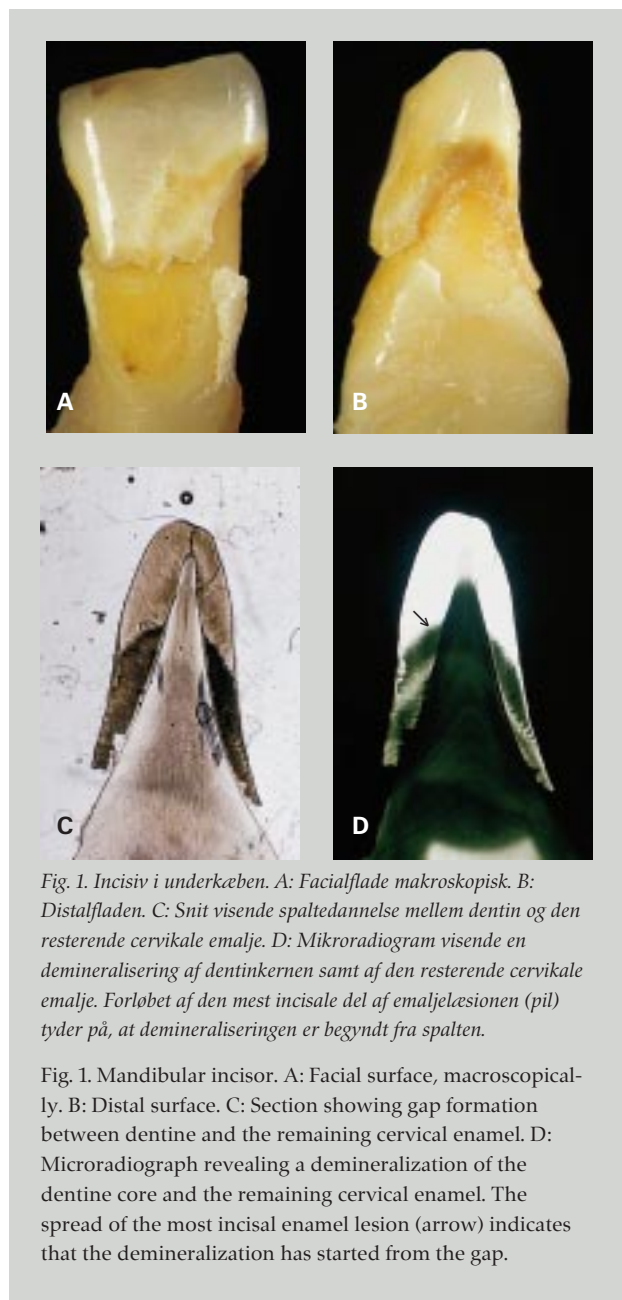 A
B
C
D
Fig. 1. Incisiv i underkæben. A: Facialflade makroskopisk. B:
Distalfladen. C: Snit visende spaltedannelse mellem dentin og den
resterende cervikale emalje. D: Mikroradiogram visende en
demineralisering af dentinkernen samt af den resterende cervikale
emalje. Forløbet af den mest incisale del af emaljelæsionen (pil)
tyder på, at demineraliseringen er begyndt fra spalten.
Fig. 1. Mandibular incisor. A: Facial surface, macroscopical-
ly. B: Distal surface. C: Section showing gap formation
between dentine and the remaining cervical enamel. D:
Microradiograph revealing a demineralization of the
dentine core and the remaining cervical enamel. The
spread of the most incisal enamel lesion (arrow) indicates
that the demineralization has started from the gap.